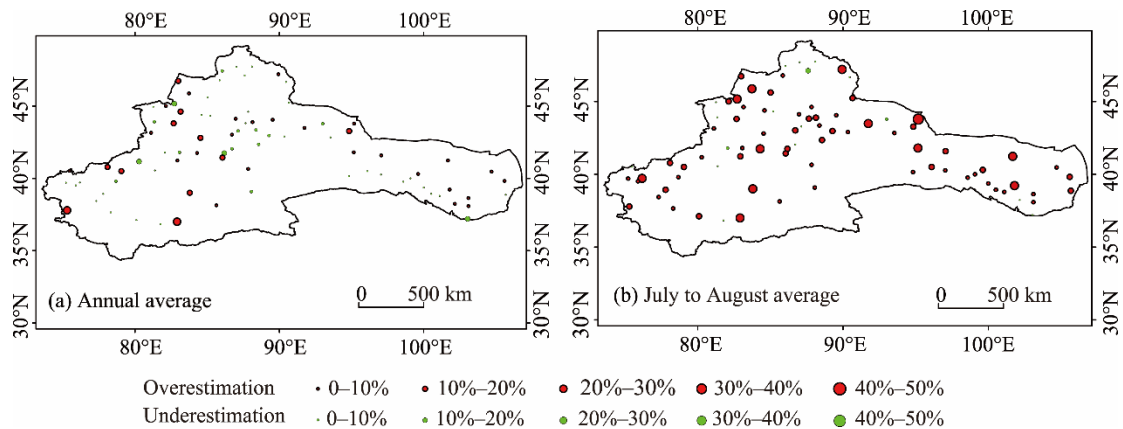 80°E 90°E 100°E 80°E 90°E 100°E
45°N 45°N 45°N 45°N
40°N 40°N 40°N 40°N
35°N 35°N 35°N 35°N
(a) Annual average 0 500 km (b) July to August average 0 500 km
30°N 30°N 30°N 30°N
80°E 90°E 100°E 80°E 90°E 100°E
Overestimation 0–10% 10%–20% 20%–30% 30%–40% 40%–50%
Underestimation 0–10% 10%–20% 20%–30% 30%–40% 40%–50%